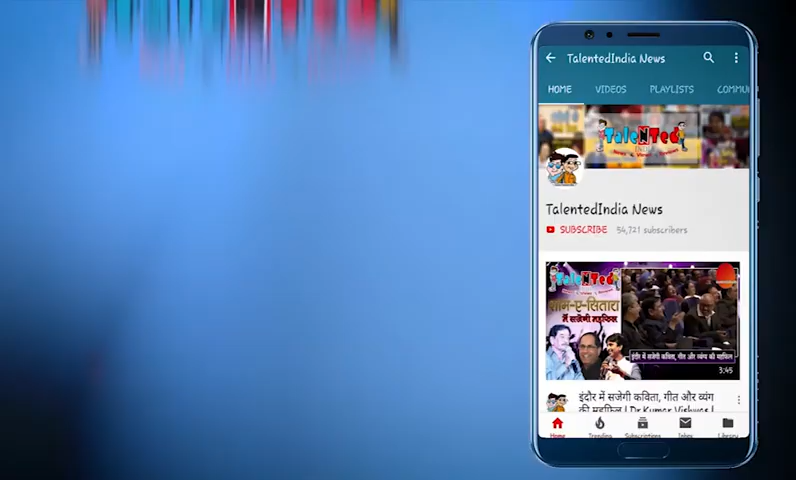 TalentedIndia News
HOME VIDEOS PLAYLISTS COMMU
TaleNTed
TalentedIndia News
SUBSCRIBE 54,721 subscribers
TaleNTed
शाम-ए-सितारा
में सजेगी महफिल
इंदौर में सजेगी कविता, गीत और व्यंग की महफिल
3:45
इंदौर में सजेगी कविता, गीत और व्यंग
की महफिल | Dr Kumar Vishwas |
Home Trending Subscriptions Inbox Library